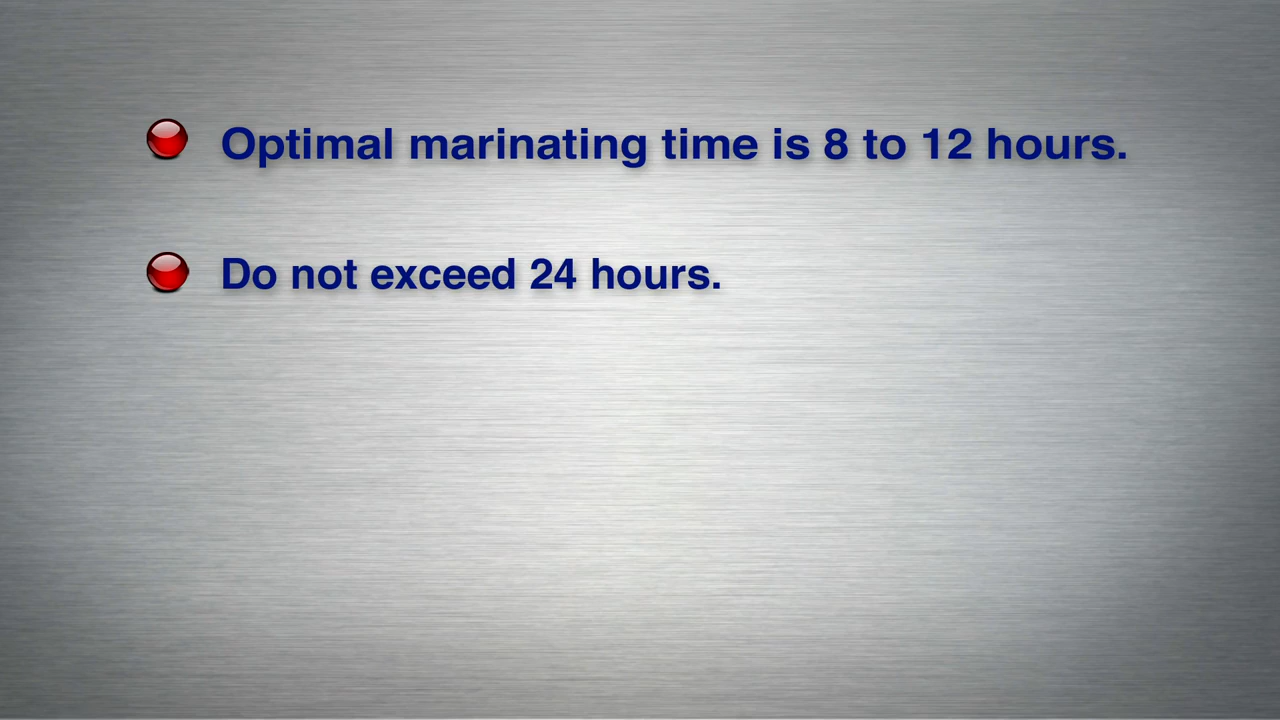 Optimal marinating time is 8 to 12 hours.
Do not exceed 24 hours.